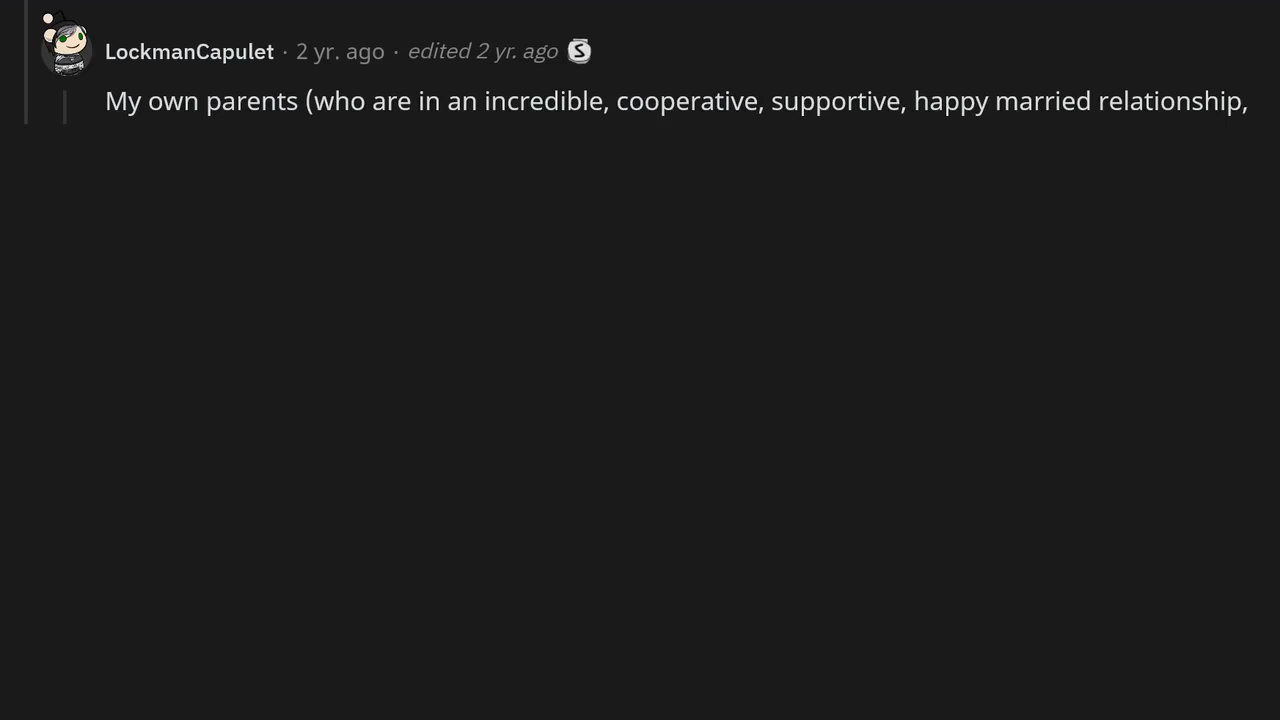 LockmanCapulet · 2 yr. ago · edited 2 yr. ago S
My own parents (who are in an incredible, cooperative, supportive, happy married relationship,